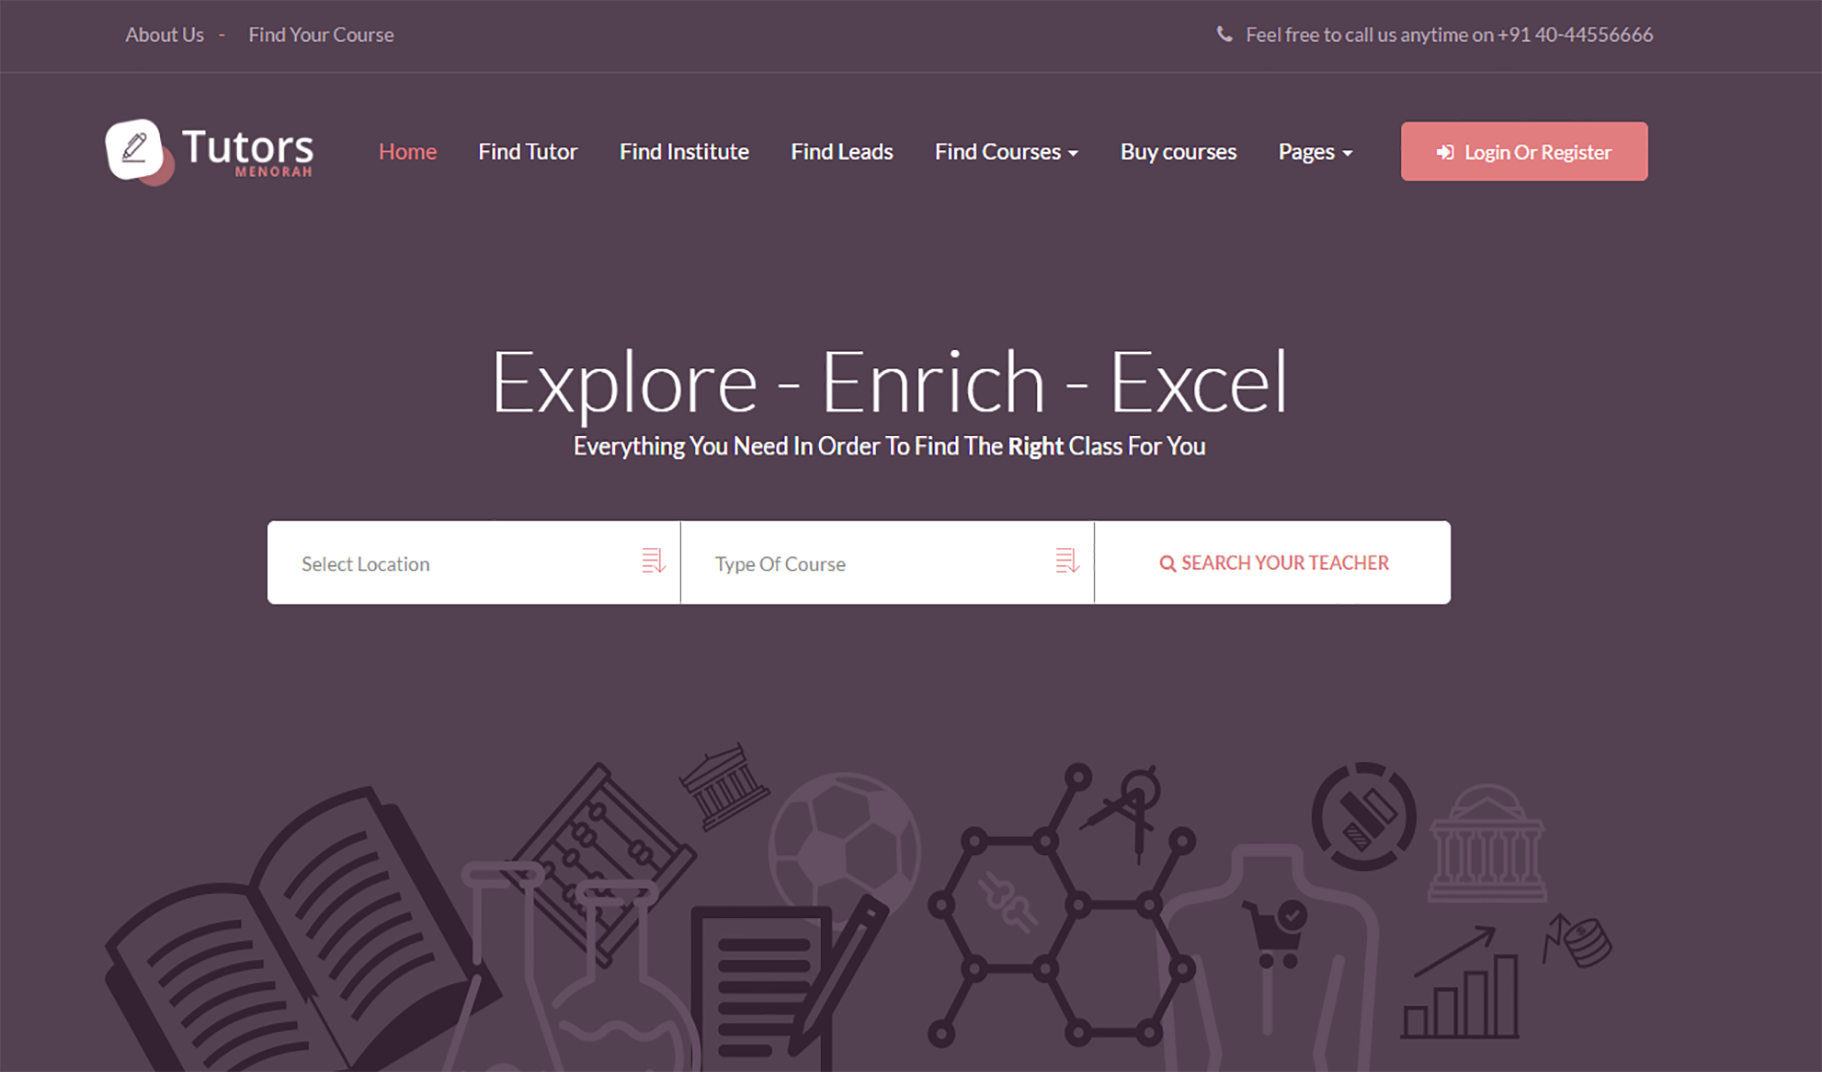 About Us - Find Your Course
Feel free to call us anytime on +91 40-44556666
Tutors
MENORAH
Home
Find Tutor
Find Institute
Find Leads
Find Courses
Buy courses
Pages
Login Or Register
Explore - Enrich - Excel
Everything You Need In Order To Find The Right Class For You
Select Location
Type Of Course
SEARCH YOUR TEACHER